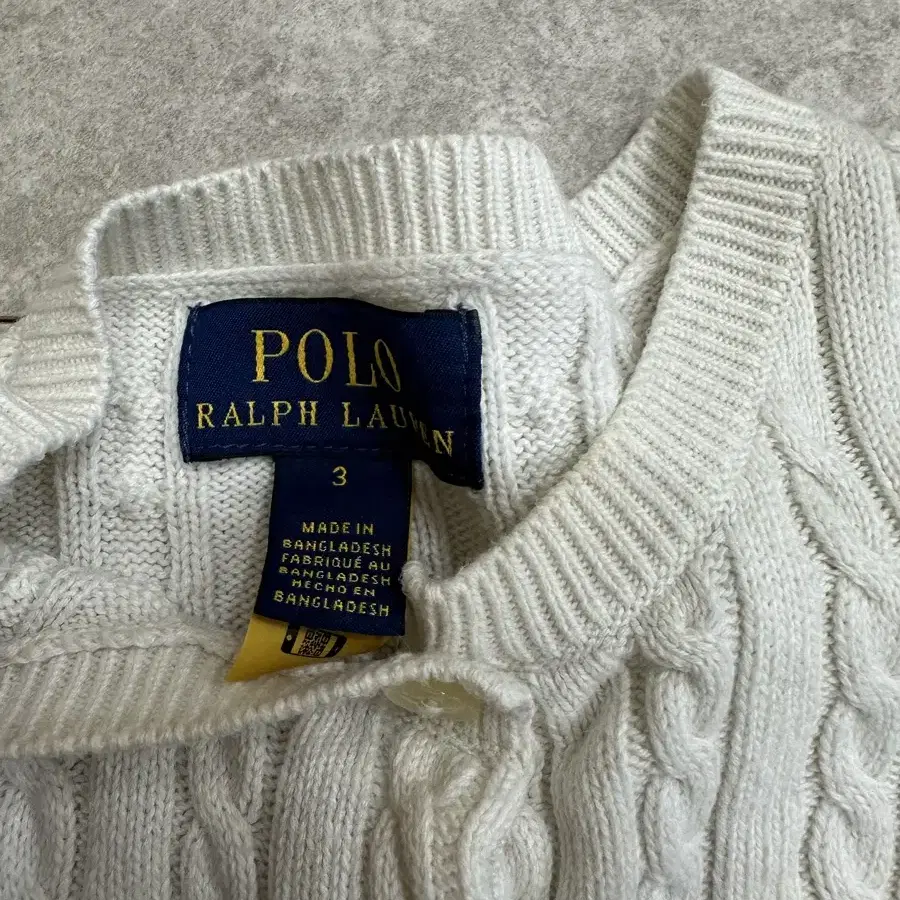 POLO
RALPH LAUREN
3
MADE IN
BANGLADESH
FABRIQUÉ AU
BANGLADESH
HECHO EN
BANGLADESH